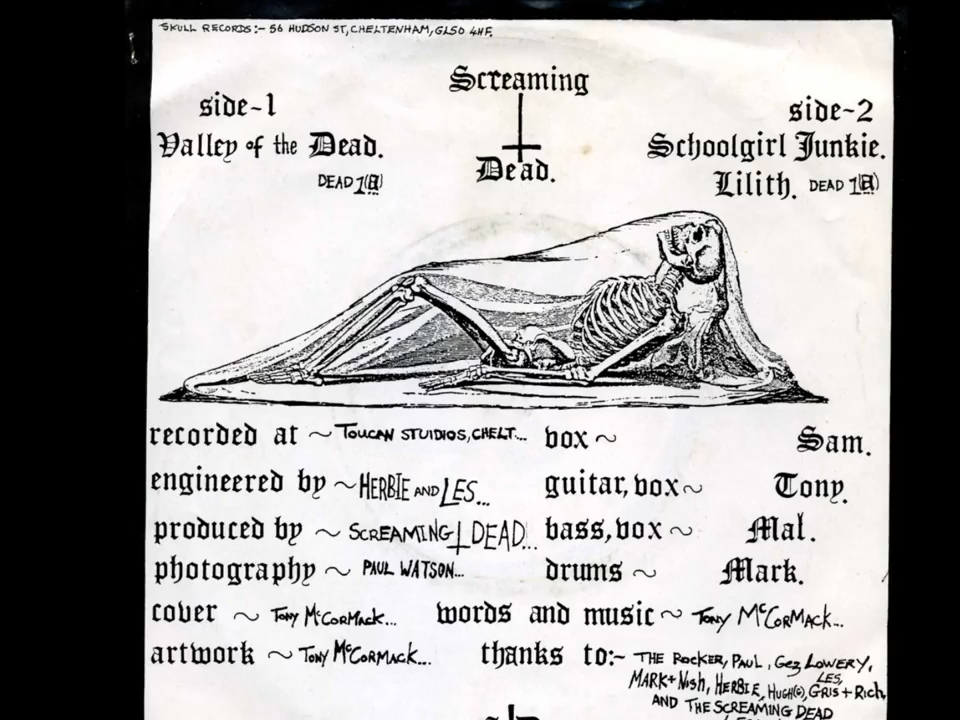 SKULL RECORDS:- 56 HUDSON ST, CHELTENHAM, GL50 4HF.
Screaming
Dead.
side-1
Valley of the Dead.
DEAD 1(A)
side-2
Schoolgirl Junkie.
Lilith. DEAD 1(B)
recorded at ~ TOUCAN STUIDIOS, CHELT...
engineered by ~ HERBIE AND LES...
produced by ~ SCREAMING DEAD...
photography ~ PAUL WATSON...
cover ~ TONY McCORMACK...
artwork ~ TONY McCORMACK...
vox ~ Sam.
guitar, vox ~ Tony.
bass, vox ~ Mal.
drums ~ Mark.
words and music ~ TONY McCORMACK...
thanks to:- THE ROCKER, PAUL, GEZ LOWERY,
LES,
MARK + NISH, HERBIE, HUGH(G), GRIS + RICH,
AND THE SCREAMING DEAD